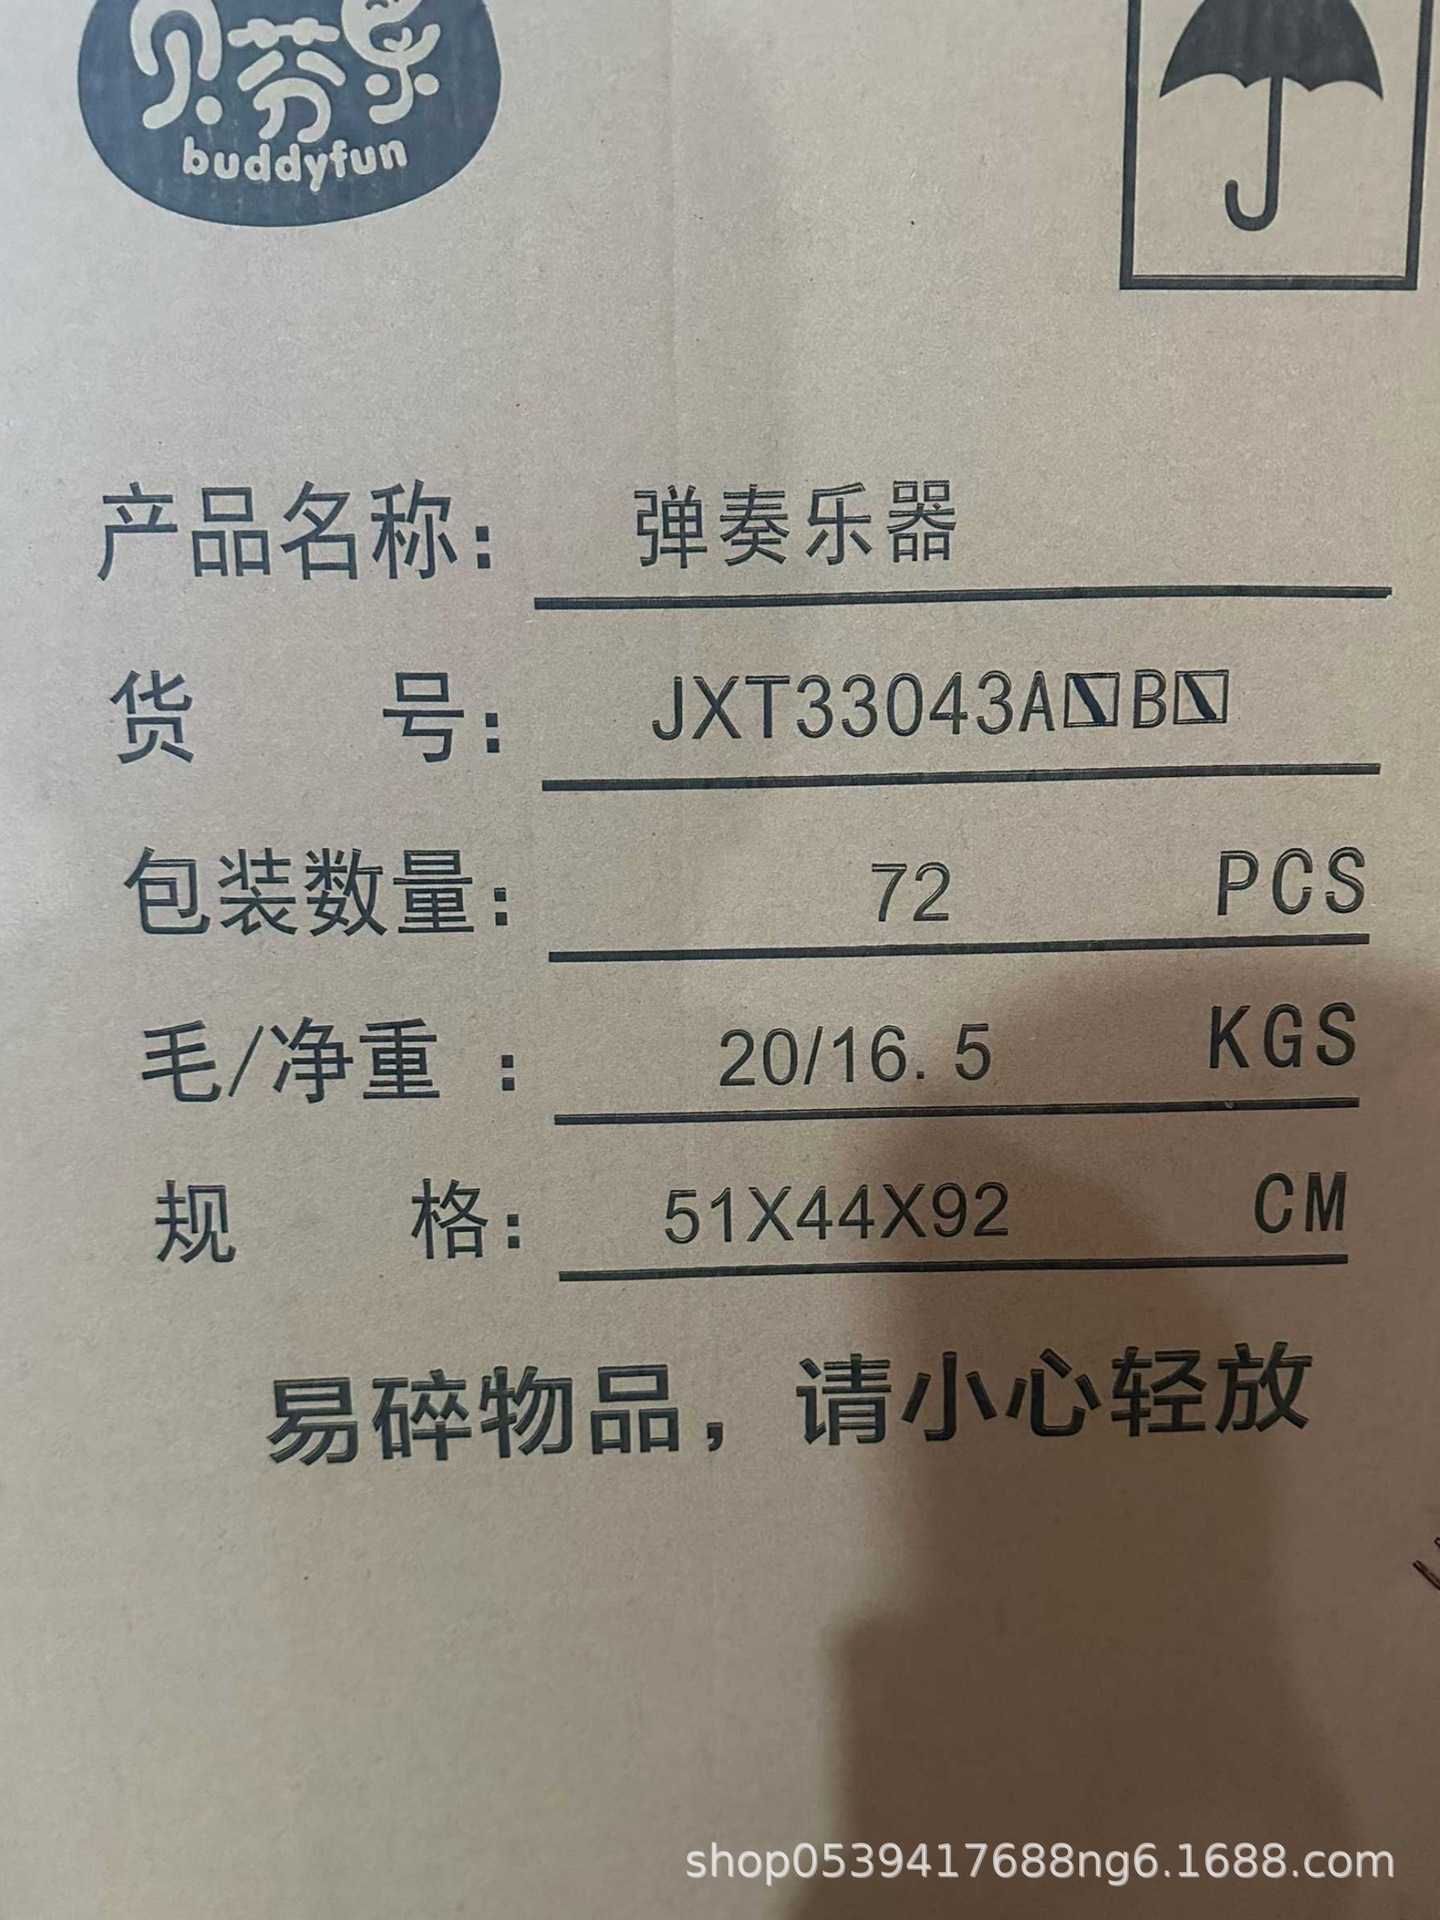 贝芬乐
buddyfun
产品名称： 弹奏乐器
货 号： JXT33043A B
包装数量： 72 PCS
毛/净重 ： 20/16.5 KGS
规 格： 51X44X92 CM
易碎物品，请小心轻放
shop0539417688ng6.1688.com